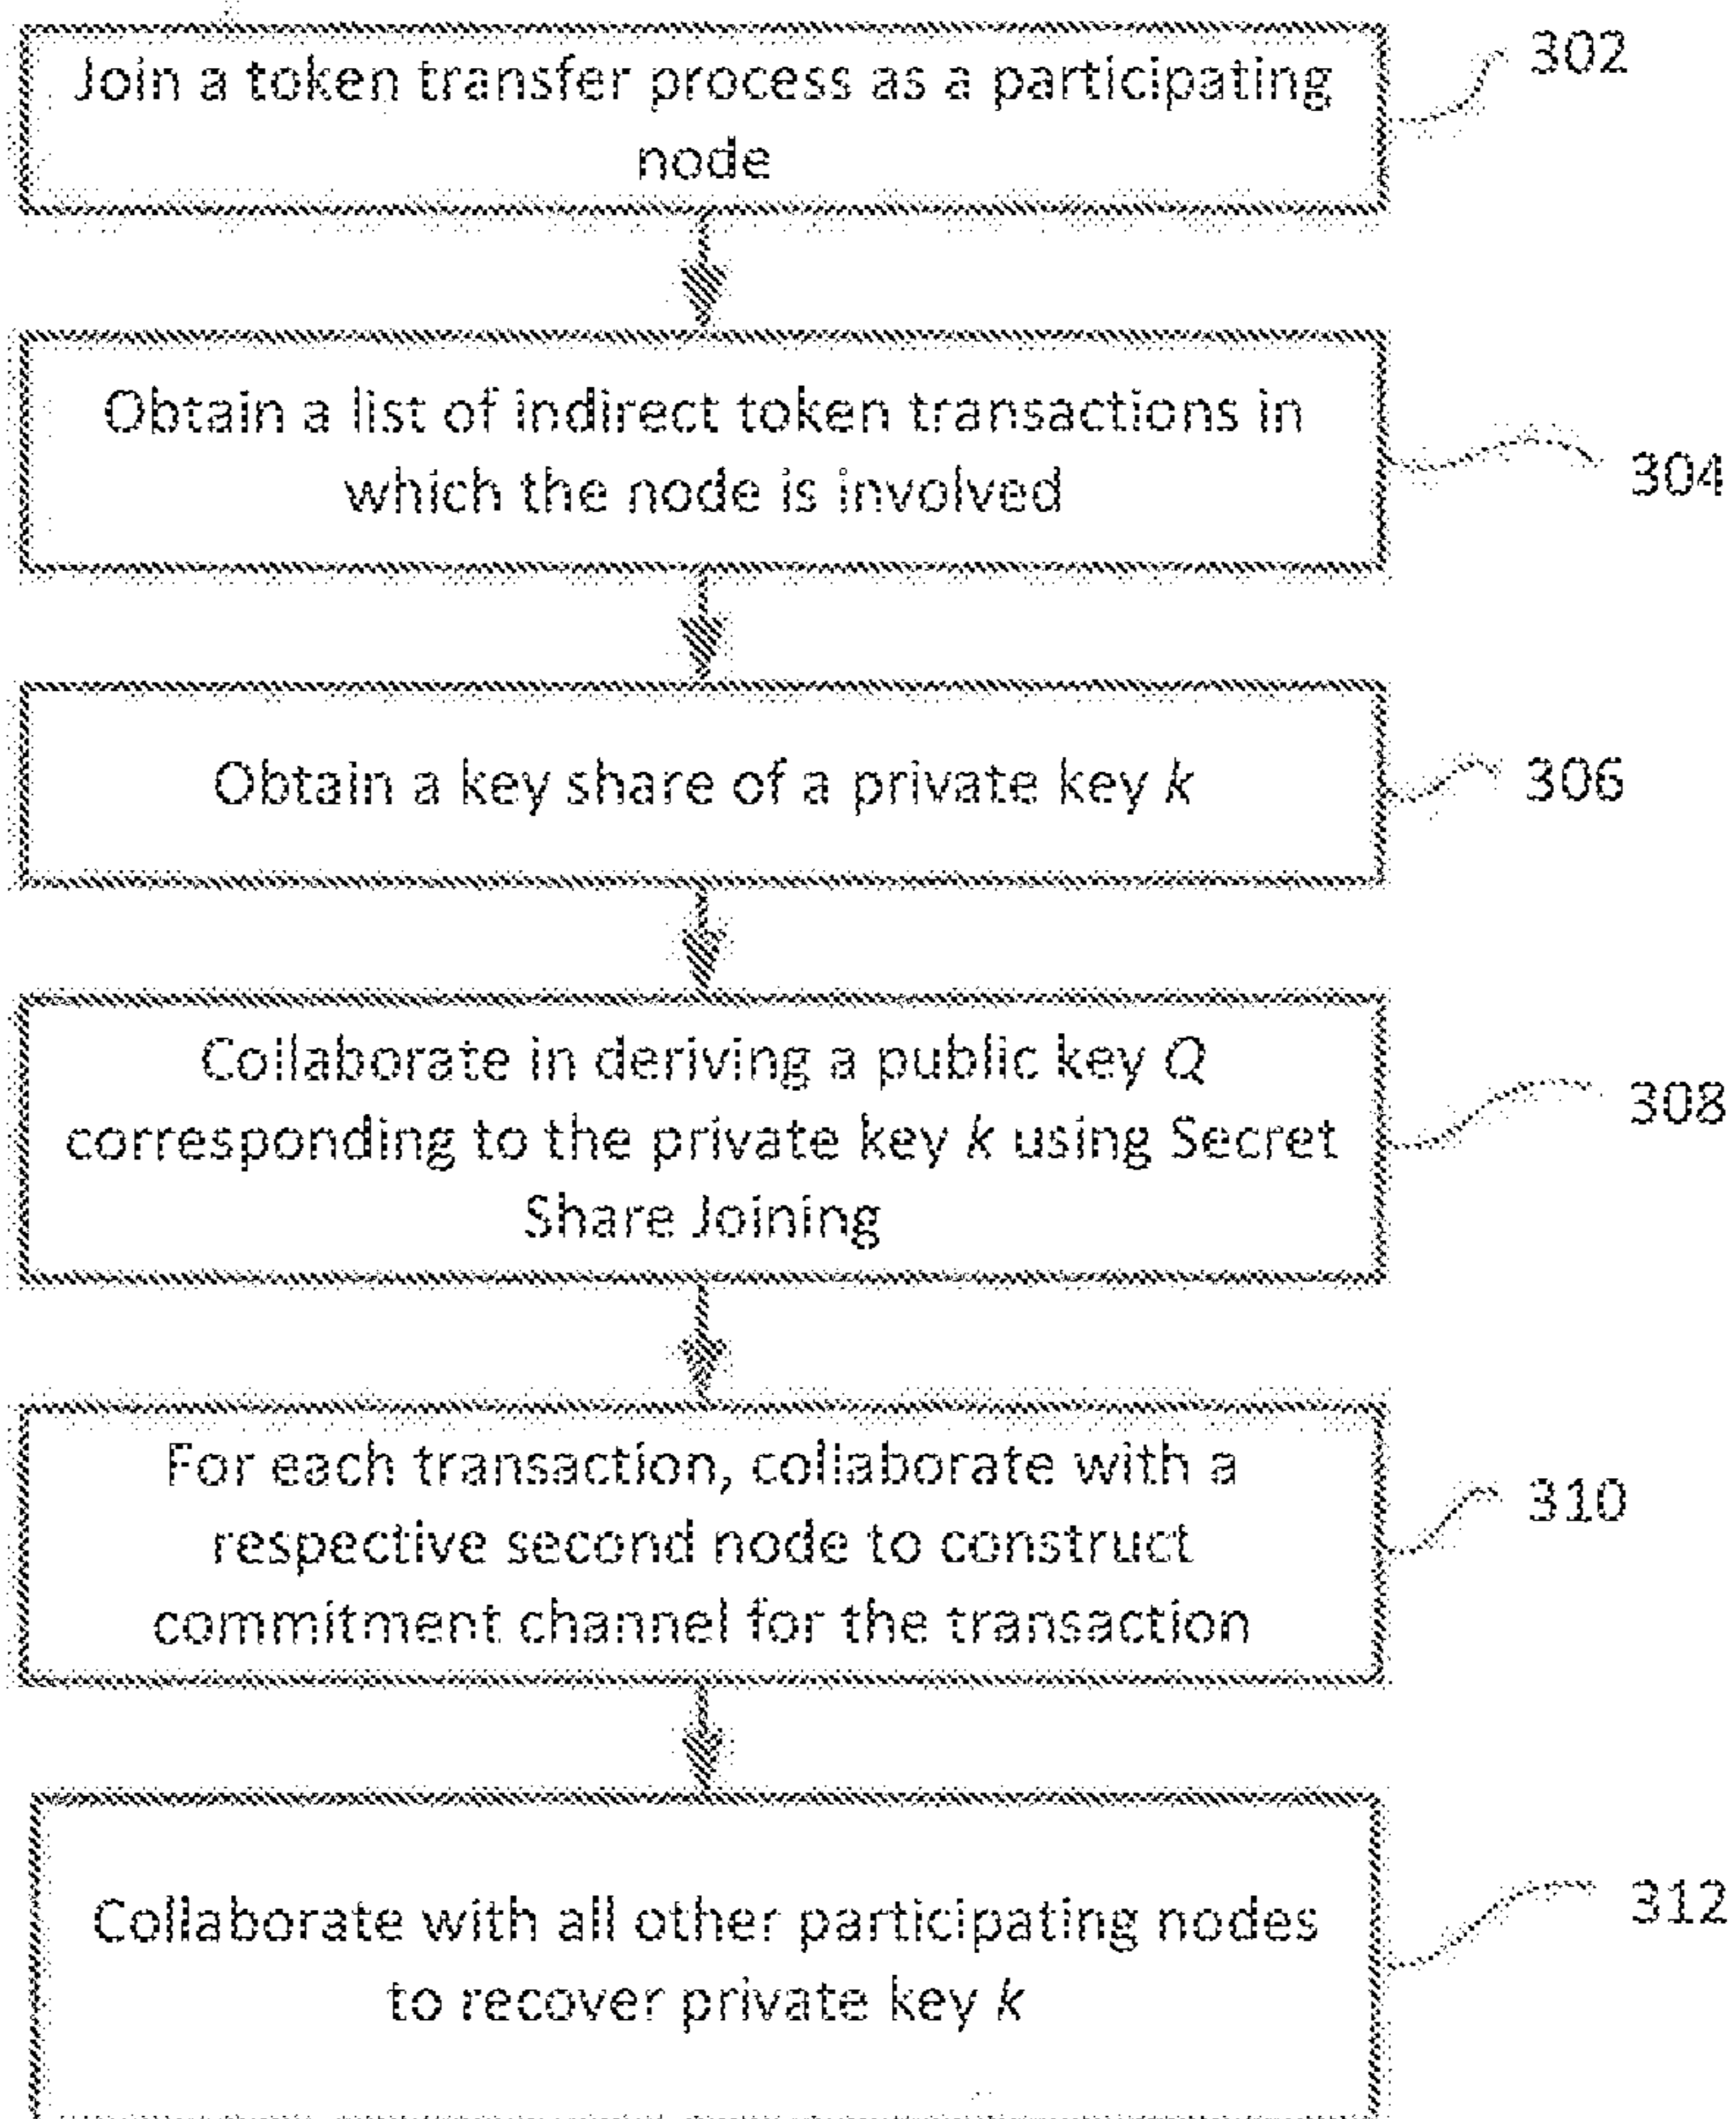 Join a token transfer process as a participating
node
302
Obtain a list of indirect token transactions in
which the node is involved
304
Obtain a key share of a private key k
306
Collaborate in deriving a public key Q
corresponding to the private key k using Secret
Share Joining
308
For each transaction, collaborate with a
respective second node to construct
commitment channel for the transaction
310
Collaborate with all other participating nodes
to recover private key k
312